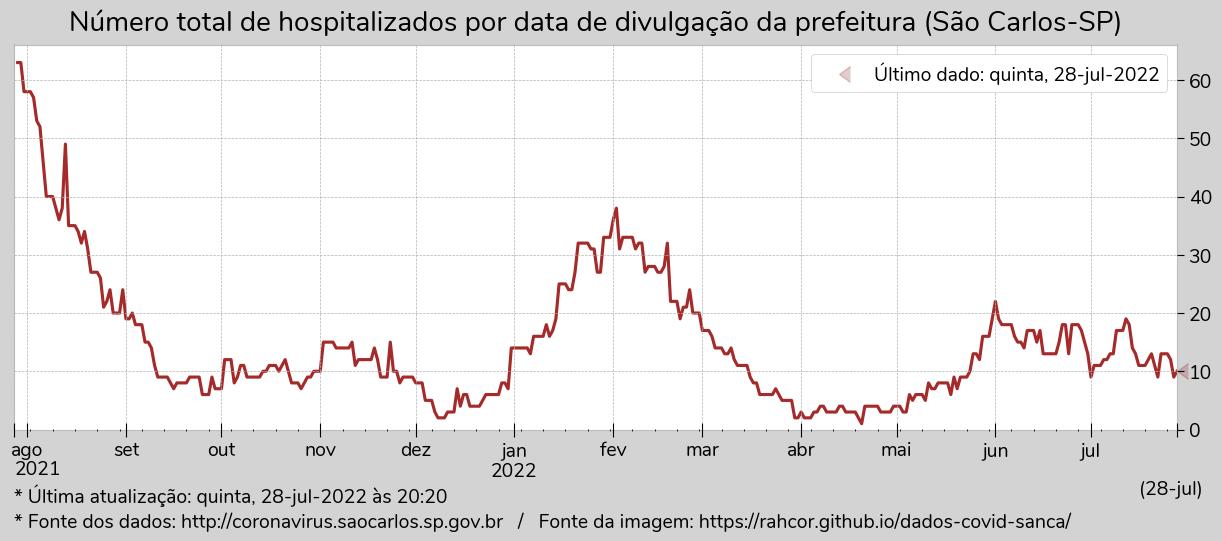 Número total de hospitalizados por data de divulgação da prefeitura (São Carlos-SP)
Último dado: quinta, 28-jul-2022
60
50
40
30
20
10
0
ago set out nov dez jan fev mar abr mai jun jul
2021 2022
(28-jul)
* Última atualização: quinta, 28-jul-2022 às 20:20
* Fonte dos dados: http://coronavirus.saocarlos.sp.gov.br / Fonte da imagem: https://rahcor.github.io/dados-covid-sanca/